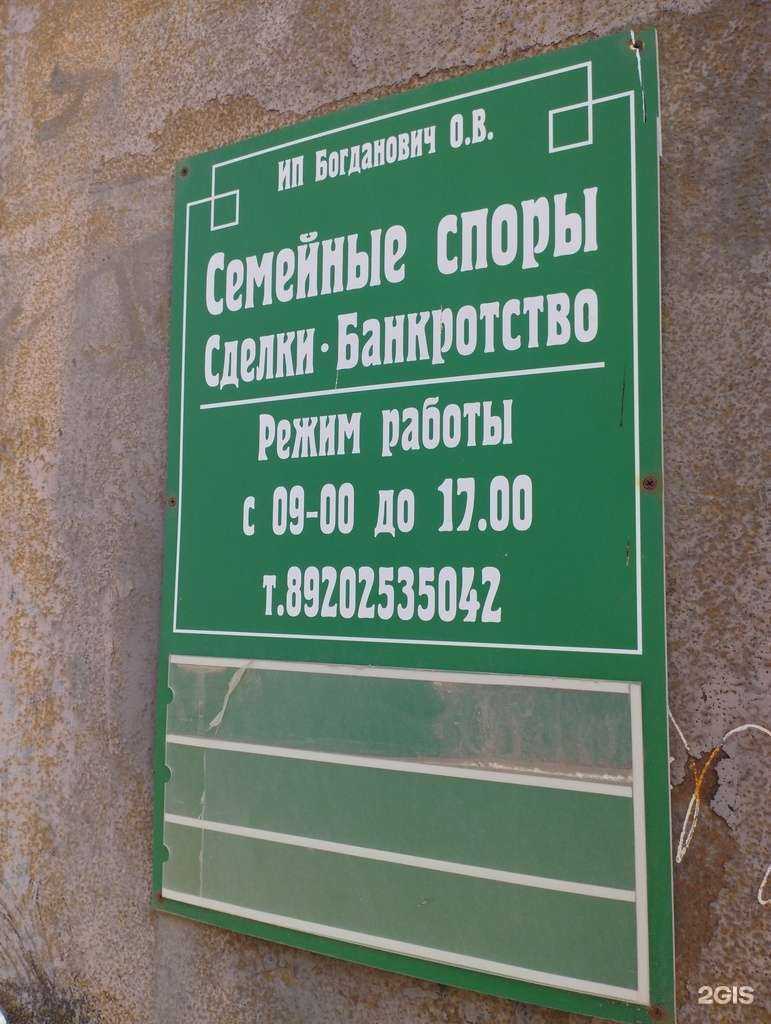 ИП Богданович О.В.
Семейные споры
Сделки · Банкротство
Режим работы
с 09-00 до 17.00
т.89202535042
2GIS